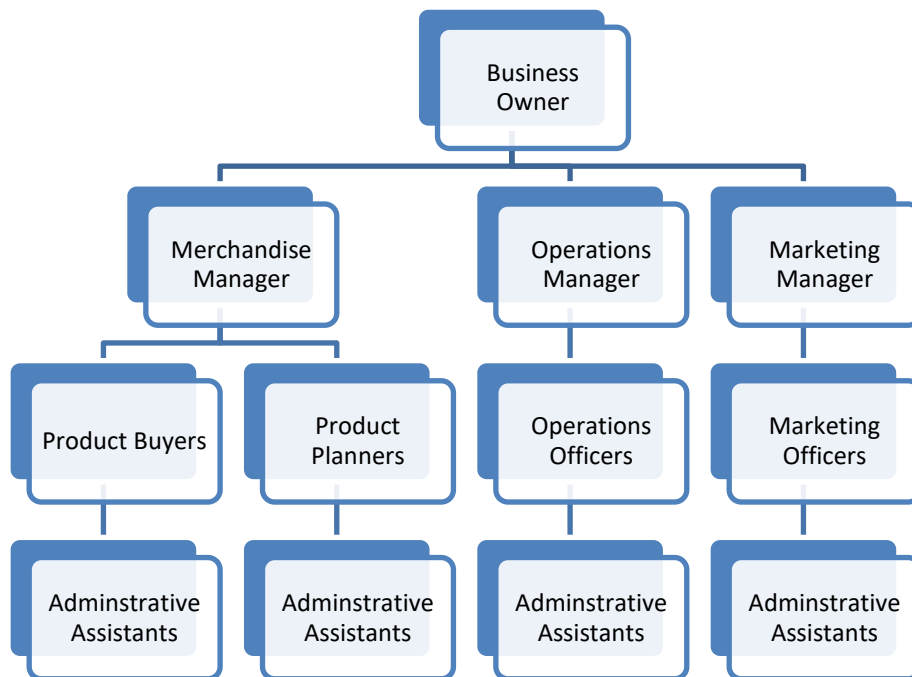 Business
Owner
Merchandise
Manager
Operations
Manager
Marketing
Manager
Product Buyers
Product
Planners
Operations
Officers
Marketing
Officers
Adminstrative
Assistants
Adminstrative
Assistants
Adminstrative
Assistants
Adminstrative
Assistants